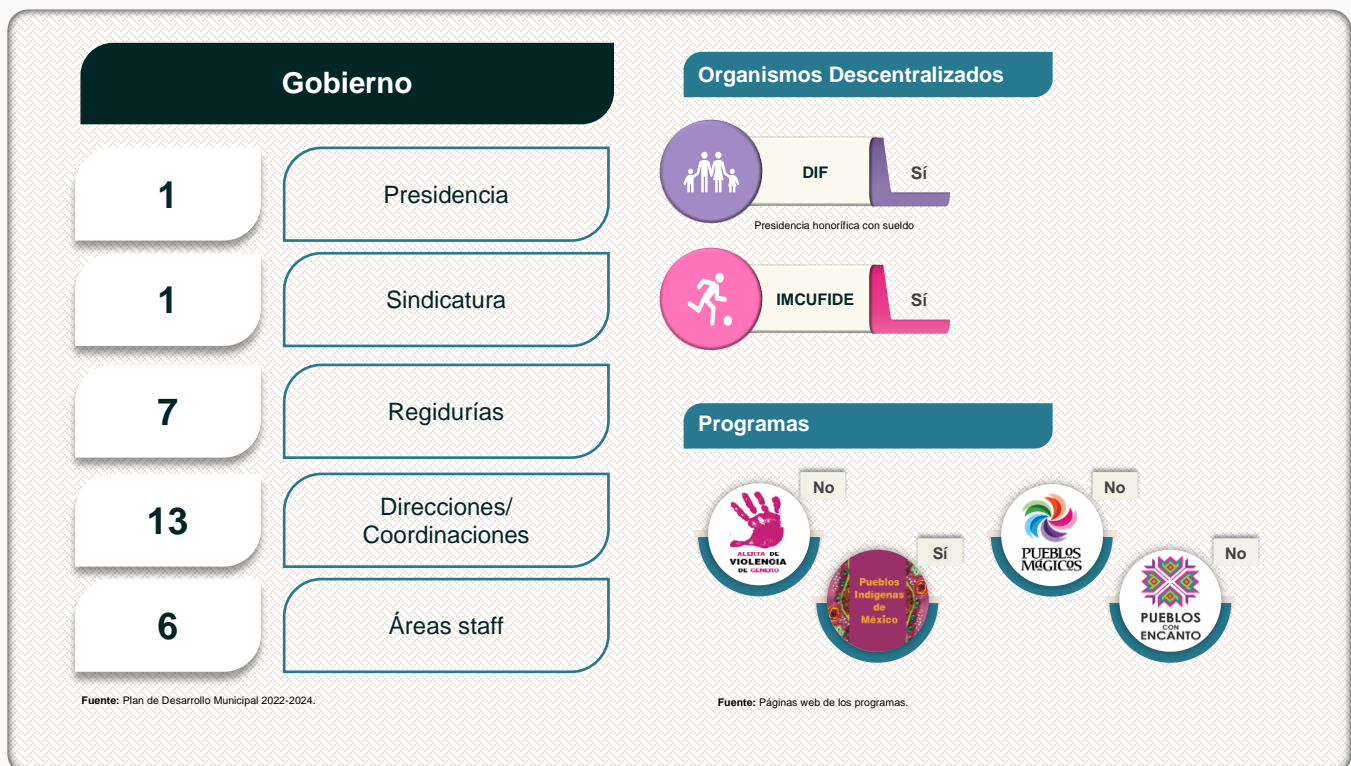 Gobierno
1
Presidencia
1
Sindicatura
7
Regidurías
13
Direcciones/
Coordinaciones
6
Áreas staff
Fuente: Plan de Desarrollo Municipal 2022-2024.
Organismos Descentralizados
DIF
Sí
Presidencia honorífica con sueldo
IMCUFIDE
Sí
Programas
No
ALERTA DE
VIOLENCIA
DE GENERO
Sí
Pueblos
Indígenas
de
México
No
PUEBLOS
MáGICOS
No
PUEBLOS
CON
ENCANTO
Fuente: Páginas web de los programas.